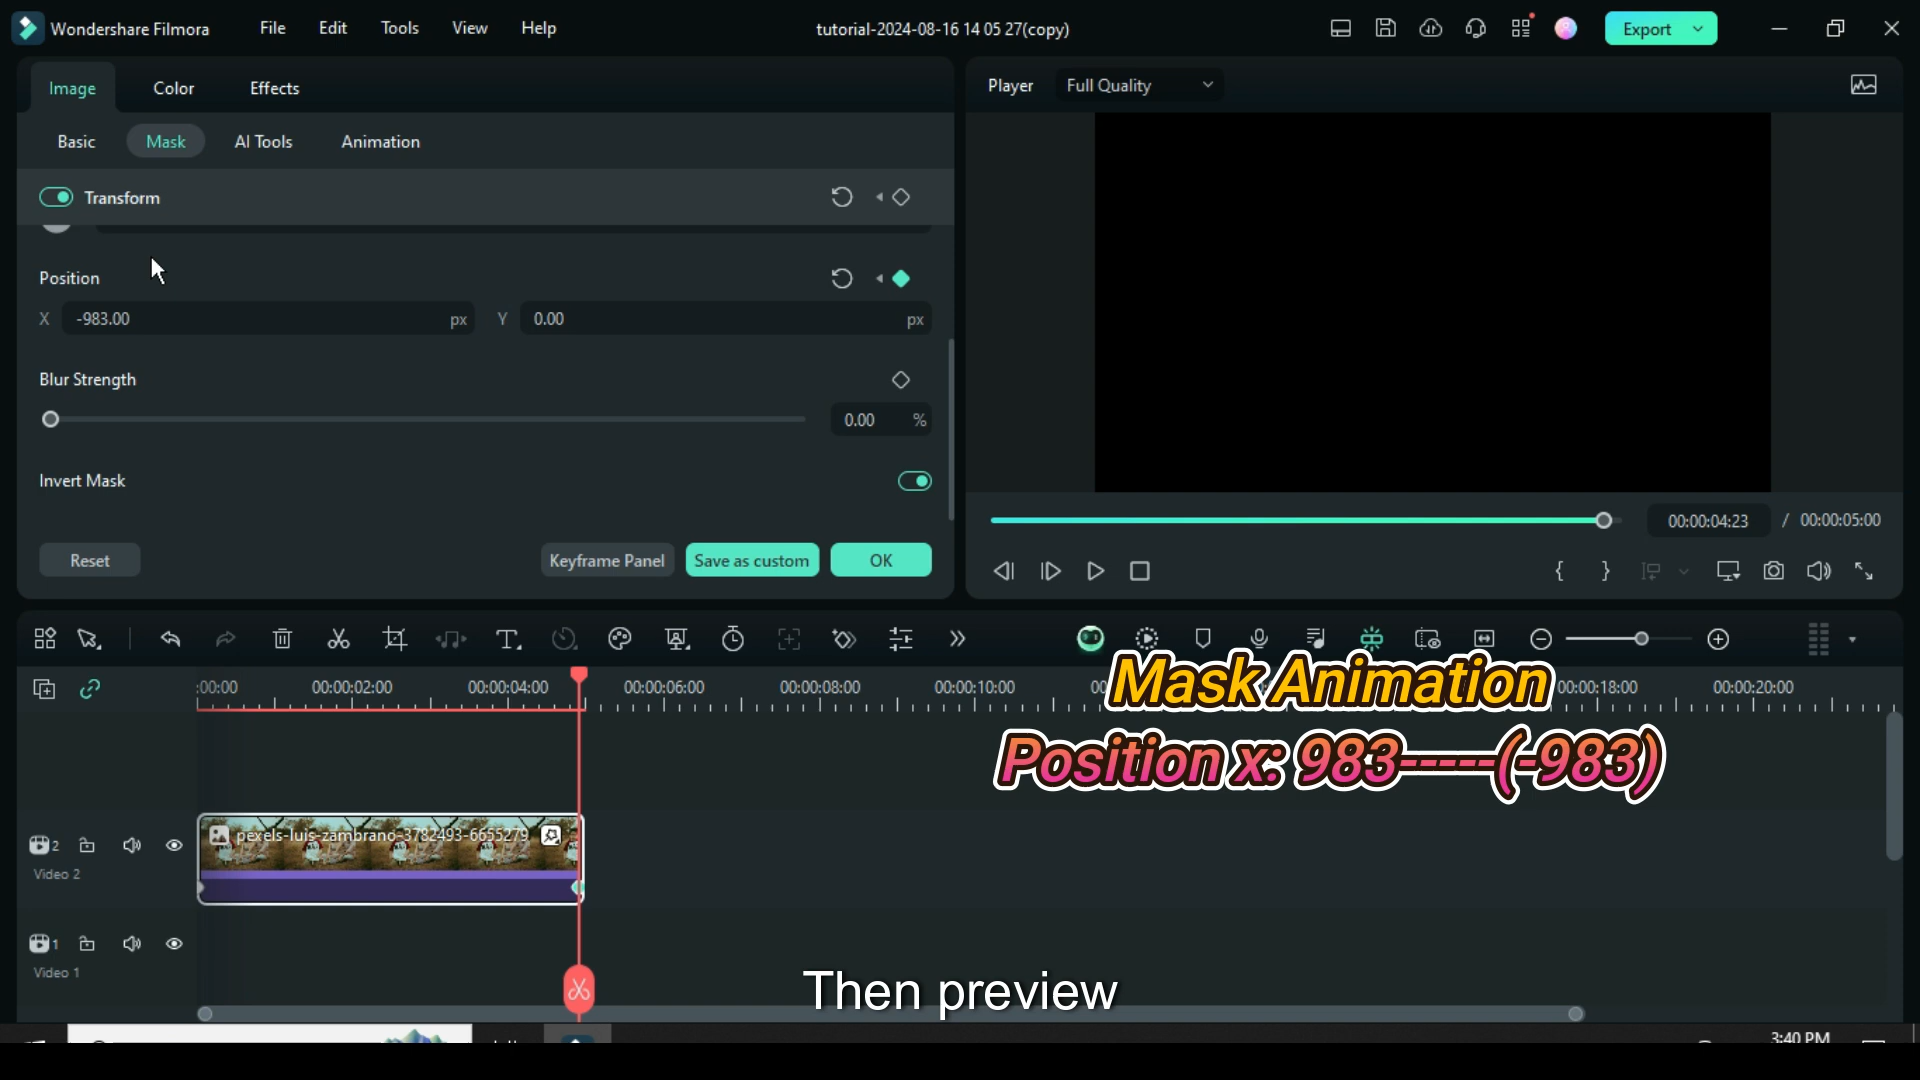 Wondershare Filmora
File
Edit
Tools
View
Help
tutorial-2024-08-16 14 05 27(copy)
Export
Image
Color
Effects
Player
Full Quality
Basic
Mask
AI Tools
Animation
Transform
Position
X
-983.00
px
Y
0.00
px
Blur Strength
0.00
%
Invert Mask
Reset
Keyframe Panel
Save as custom
OK
00:00:04:23
/
00:00:05:00
:00:00
00:00:02:00
00:00:04:00
00:00:06:00
00:00:08:00
00:00:10:00
00:00:18:00
00:00:20:00
Mask Animation
Position x: 983-----(-983)
pexels-luis-zambrano-3782493-6655279
2
Video 2
1
Video 1
Then preview
3:40 PM